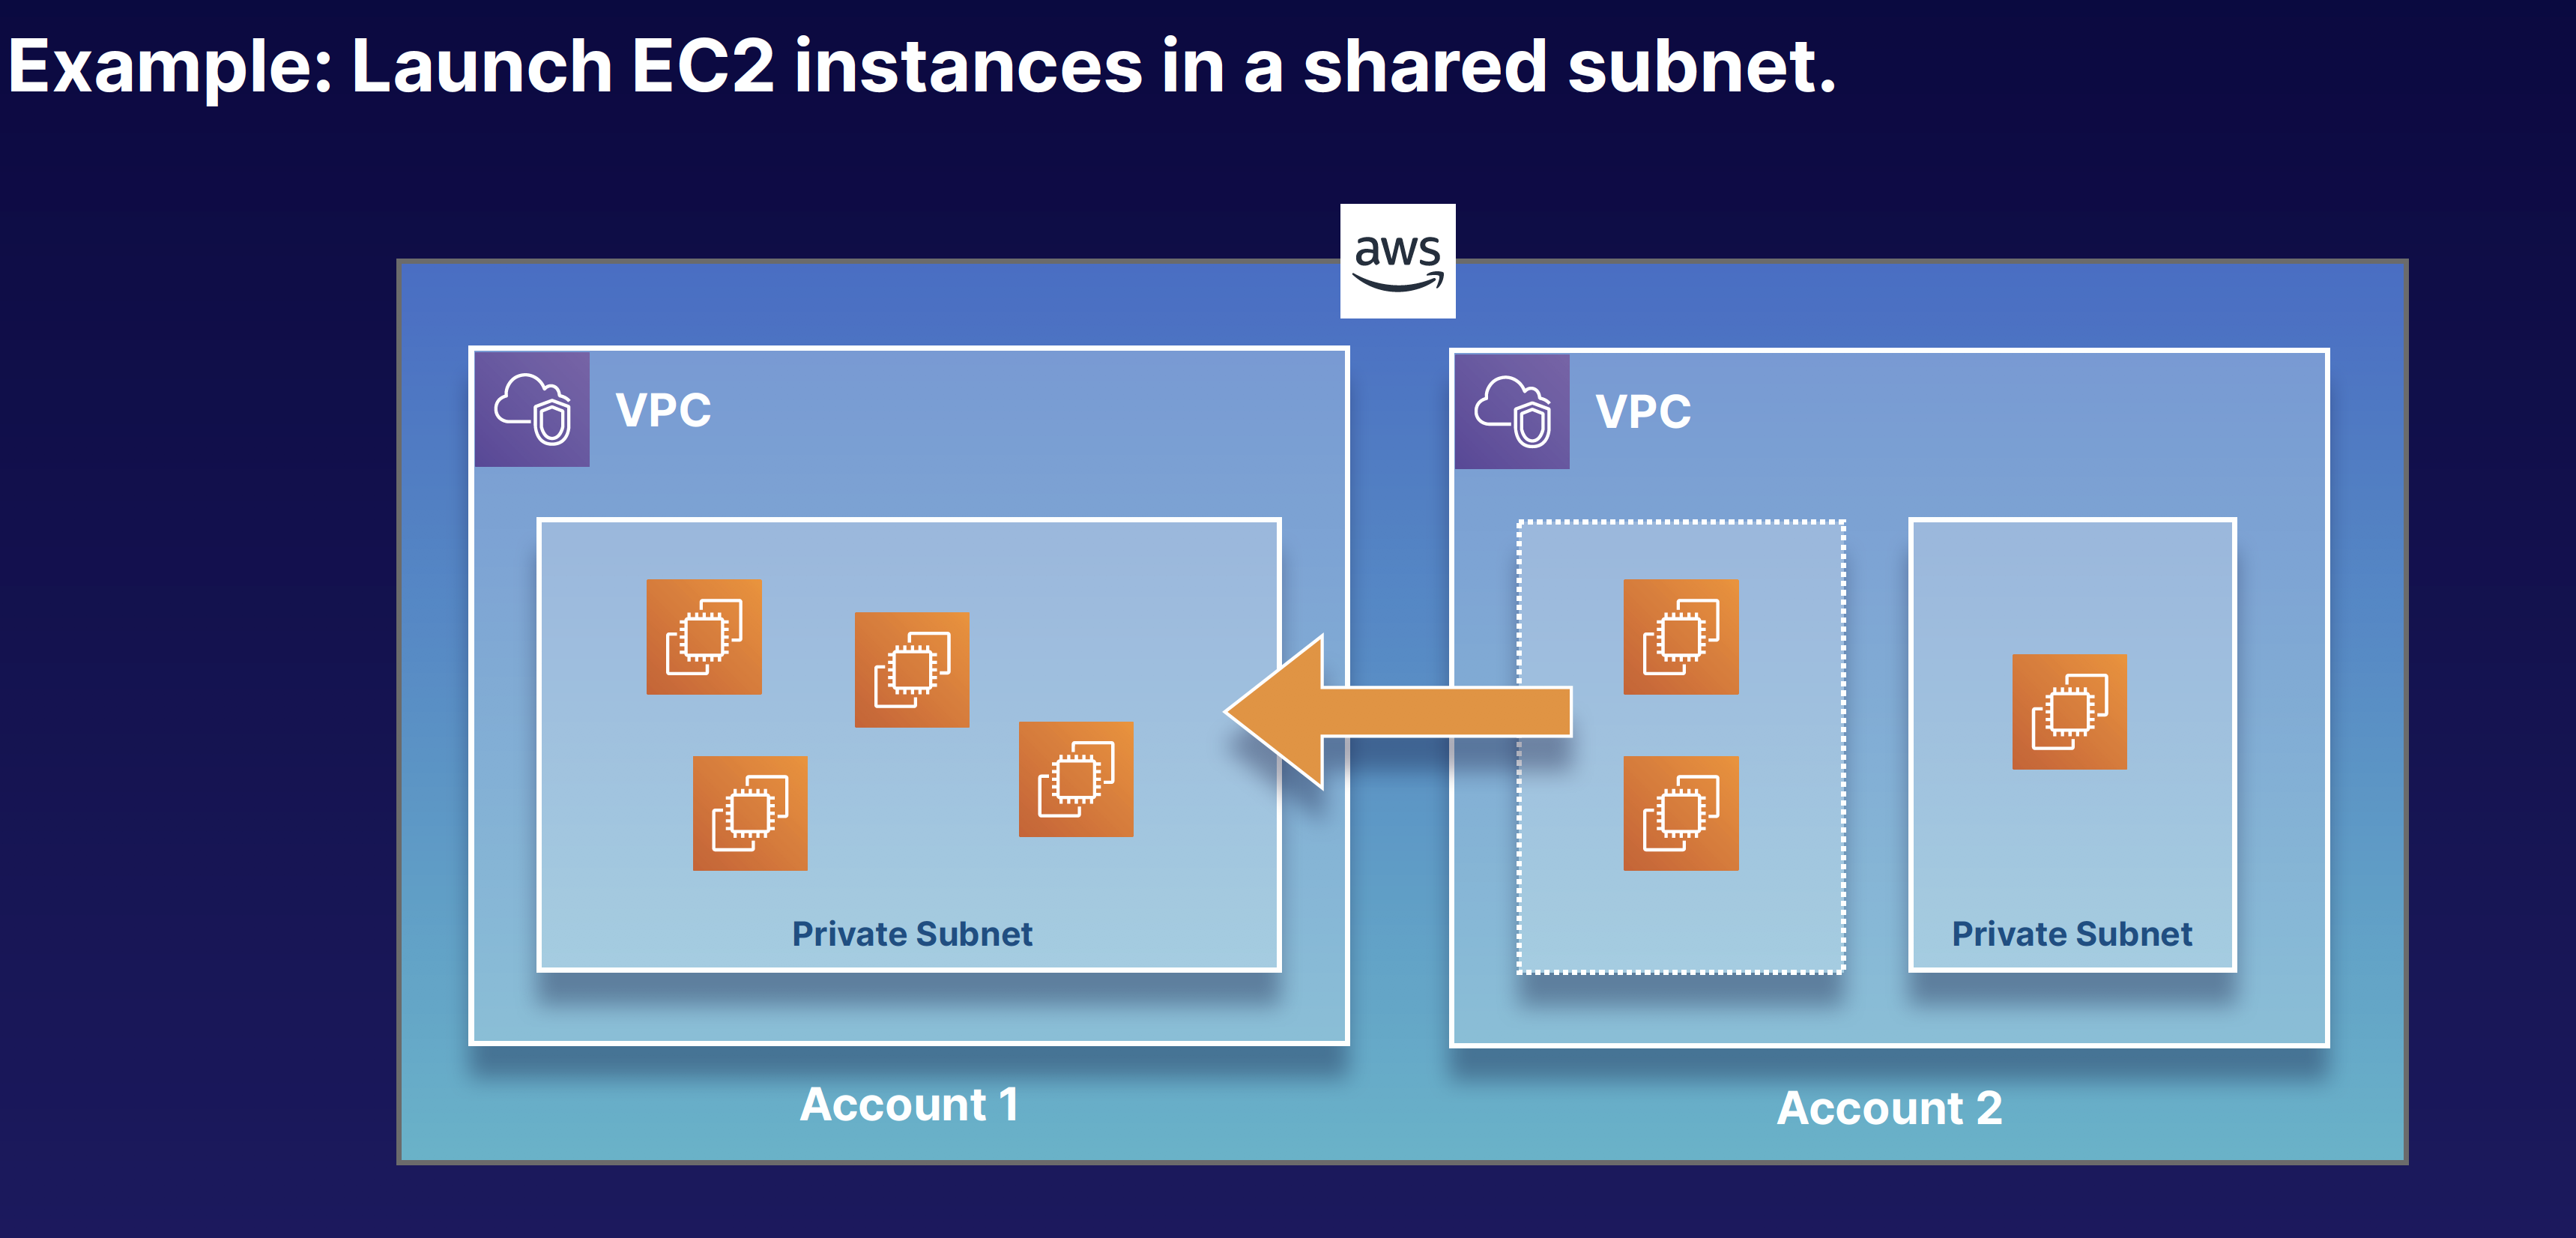 Example: Launch EC2 instances in a shared subnet.
aws
VPC
VPC
Private Subnet
Private Subnet
Account 1
Account 2